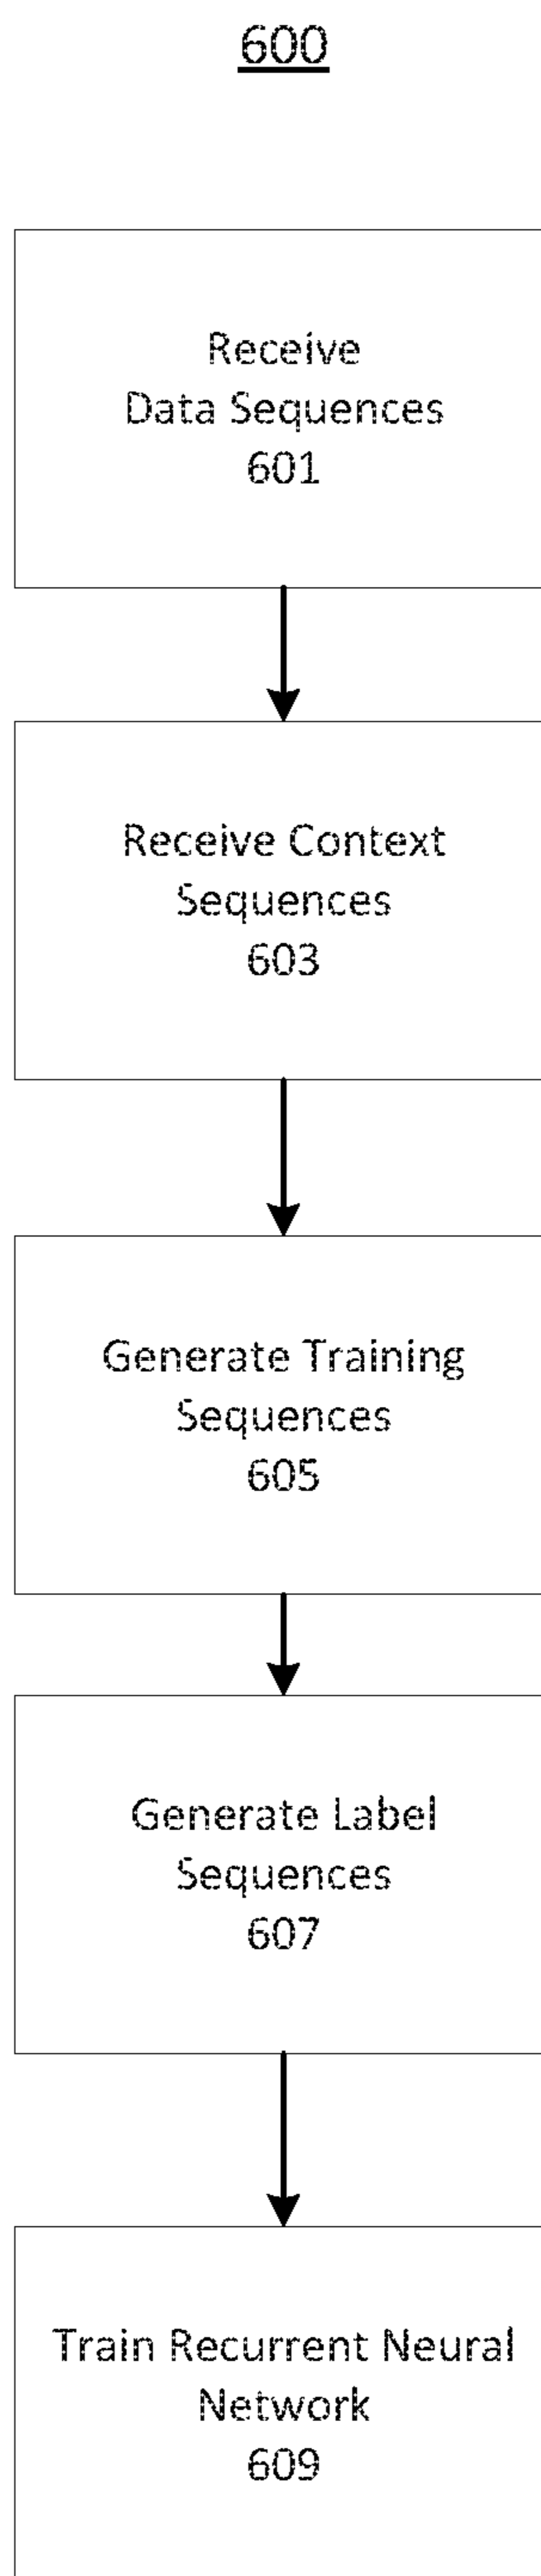 600
Receive
Data Sequences
601
Receive Context
Sequences
603
Generate Training
Sequences
605
Generate Label
Sequences
607
Train Recurrent Neural
Network
609